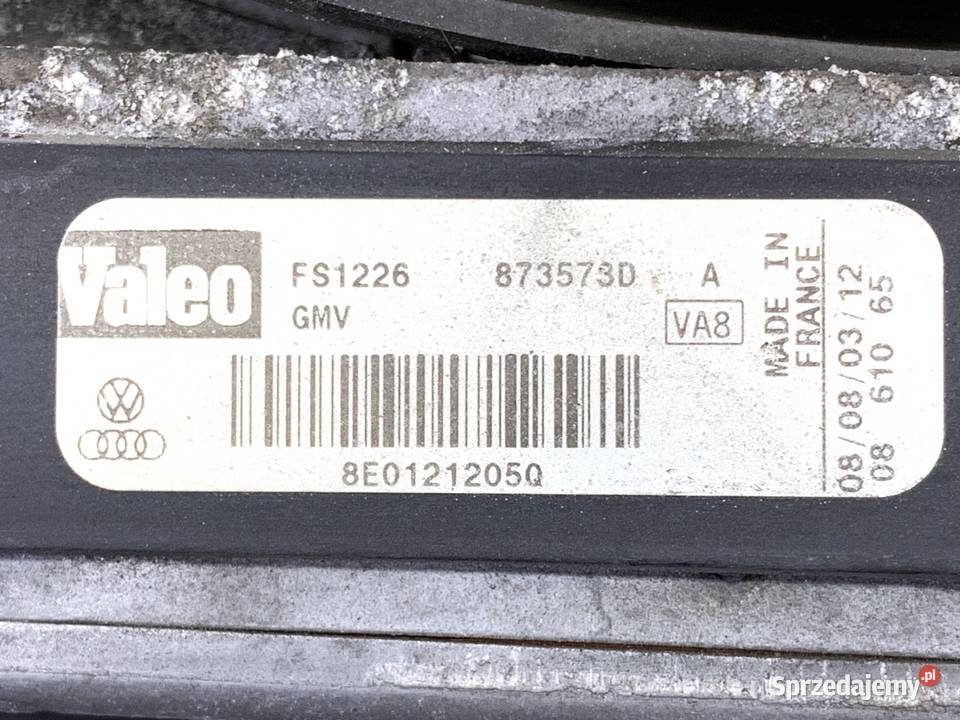 Valeo
FS1226 873573D A
GMV VA8
8E0121205Q
MADE IN
FRANCE
08/08/03/12
08 610 65
Sprzedajemy.pl